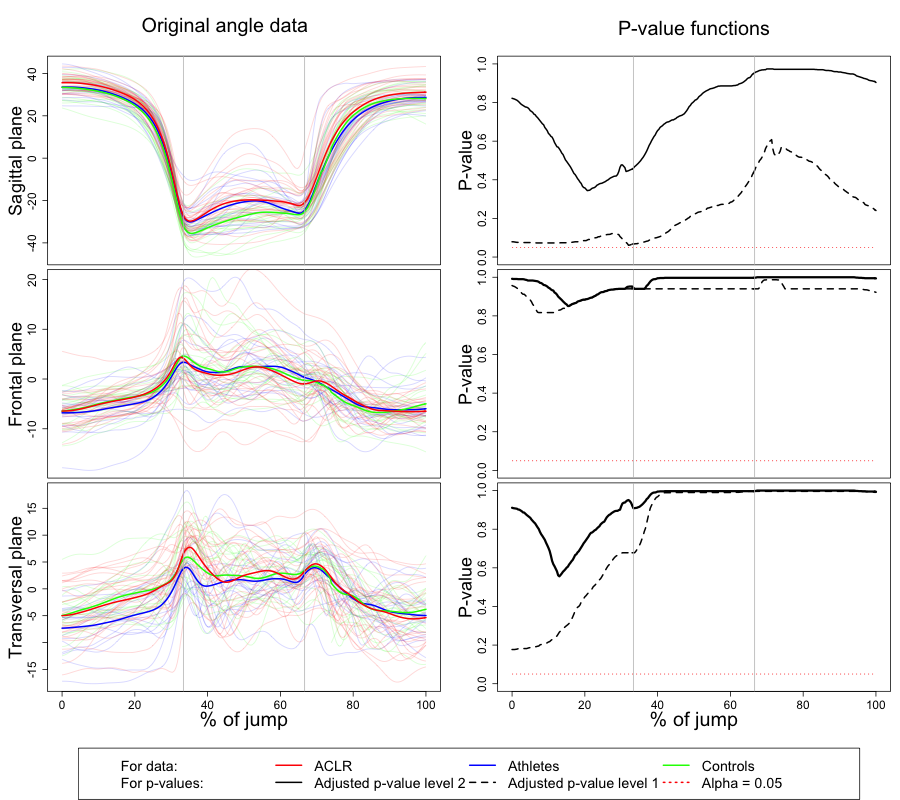 Original angle data
P-value functions
Sagittal plane
40
20
0
-20
-40
P-value
1.0
0.8
0.6
0.4
0.2
0.0
Frontal plane
20
10
0
-10
P-value
1.0
0.8
0.6
0.4
0.2
0.0
Transversal plane
15
10
5
0
-5
-15
P-value
1.0
0.8
0.6
0.4
0.2
0.0
0 20 40 60 80 100
% of jump
0 20 40 60 80 100
% of jump
For data: ACLR Athletes Controls
For p-values: Adjusted p-value level 2 Adjusted p-value level 1 Alpha = 0.05